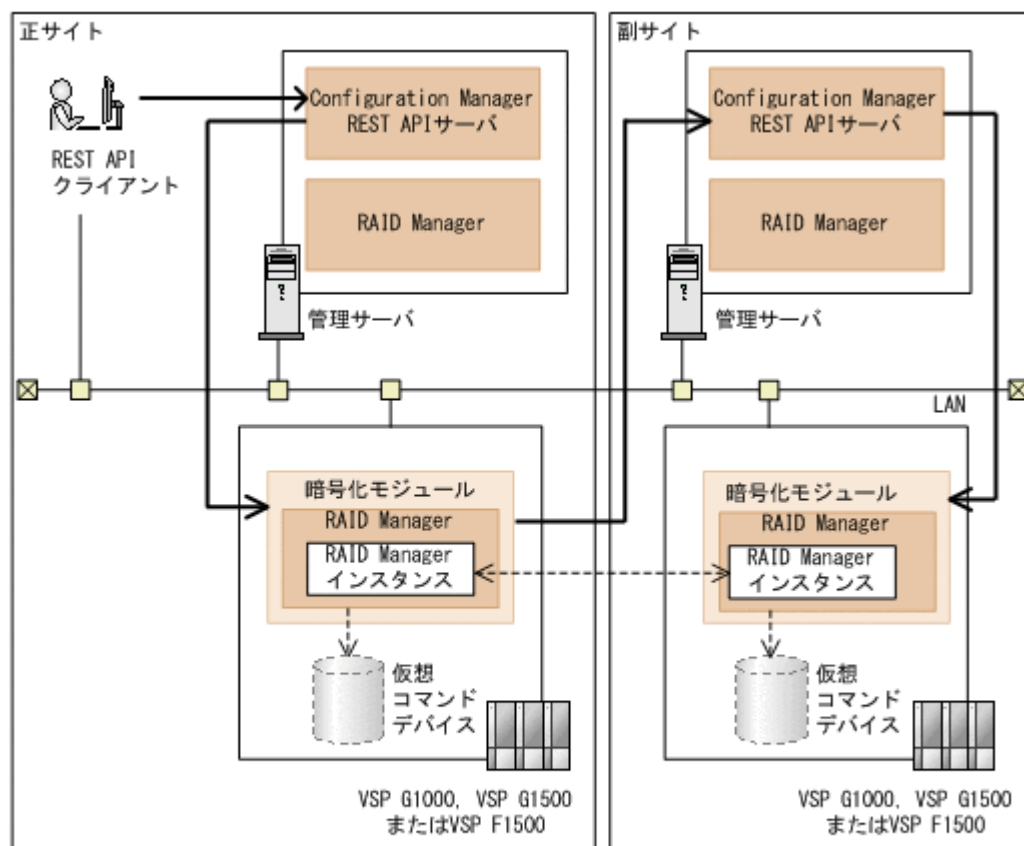 正サイト
REST API
クライアント
Configuration Manager
REST APIサーバ
RAID Manager
管理サーバ
副サイト
Configuration Manager
REST APIサーバ
RAID Manager
管理サーバ
LAN
暗号化モジュール
RAID Manager
RAID Manager
インスタンス
仮想
コマンド
デバイス
VSP G1000, VSP G1500
またはVSP F1500
暗号化モジュール
RAID Manager
RAID Manager
インスタンス
仮想
コマンド
デバイス
VSP G1000, VSP G1500
またはVSP F1500